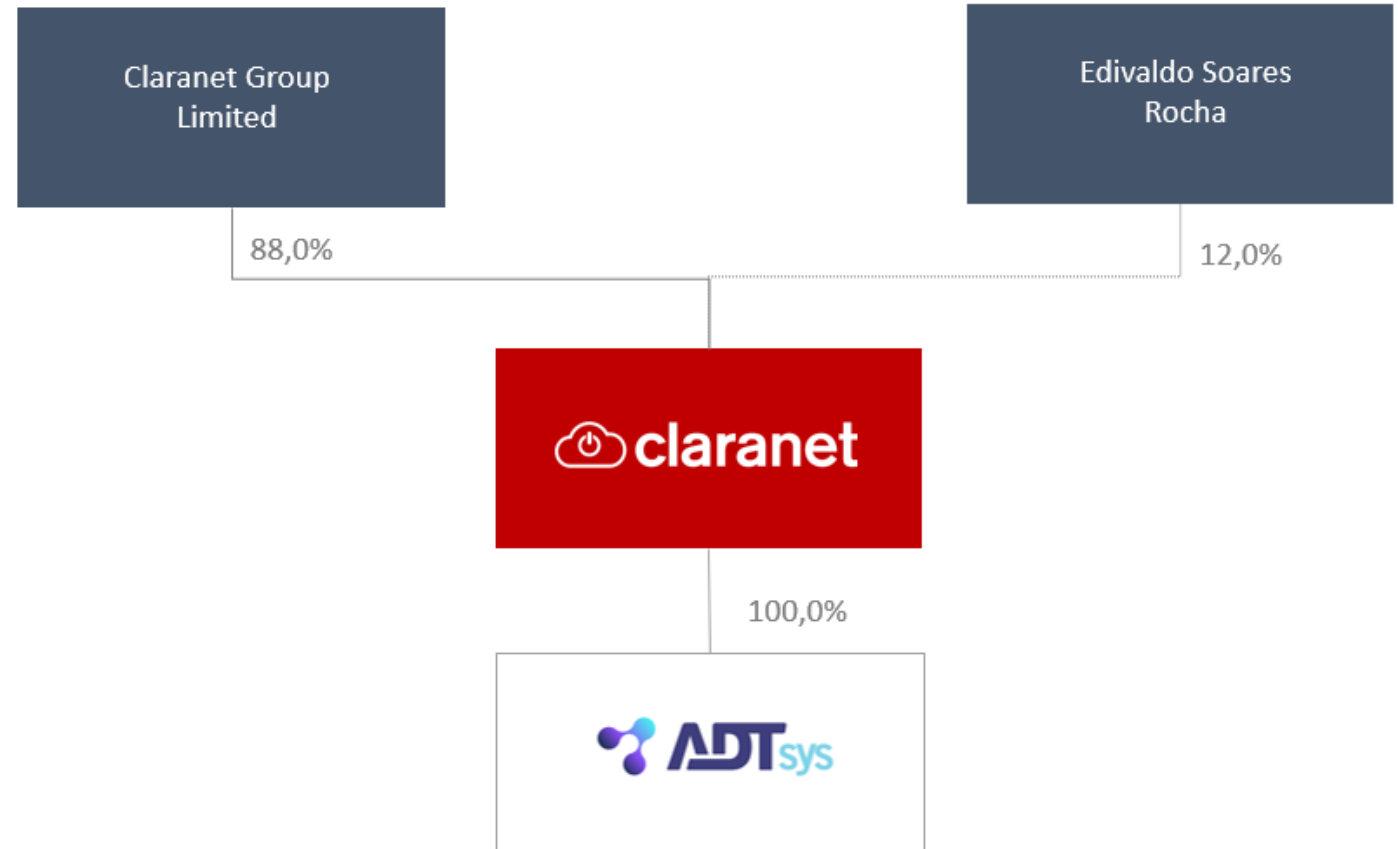 Claranet Group
Limited
Edivaldo Soares
Rocha
88,0%
12,0%
claranet
100,0%
ADTsys